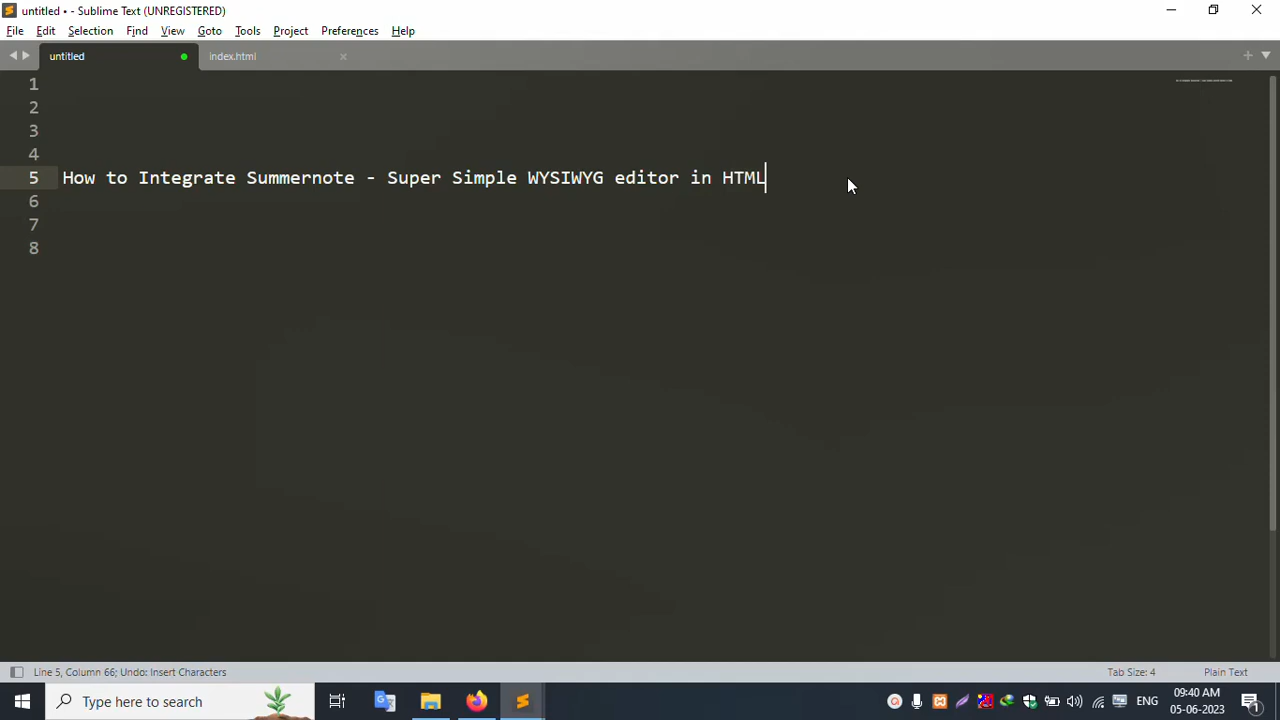 untitled • - Sublime Text (UNREGISTERED)
File Edit Selection Find View Goto Tools Project Preferences Help
untitled index.html
1
2
3
4
5 How to Integrate Summernote - Super Simple WYSIWYG editor in HTML
6
7
8
Line 5, Column 66; Undo: Insert Characters Tab Size: 4 Plain Text
Type here to search ENG 09:40 AM
05-06-2023